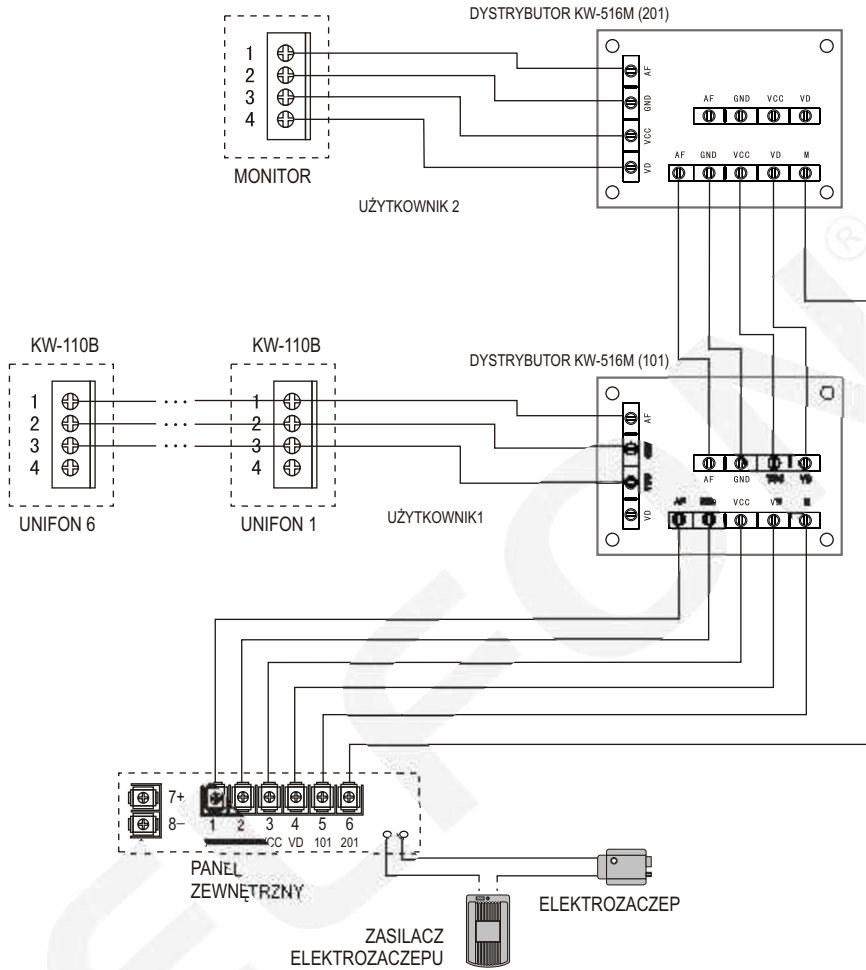 DYSTRYBUTOR KW-516M (201)
1
2
3
4
MONITOR
AF
GND
VCC
VD
AF GND VCC VD
AF GND VCC VD M
UŻYTKOWNIK 2
®
KW-110B
KW-110B
DYSTRYBUTOR KW-516M (101)
1
2
3
4
UNIFON 6
...
...
1
2
3
4
UNIFON 1
UŻYTKOWNIK1
AF
VD
AF GND
AF VCC
7+
8–
1 2 3 4 5 6
VD 101 201
PANEL
ZEWNĘTRZNY
ELEKTROZACZEP
ZASILACZ
ELEKTROZACZEPU